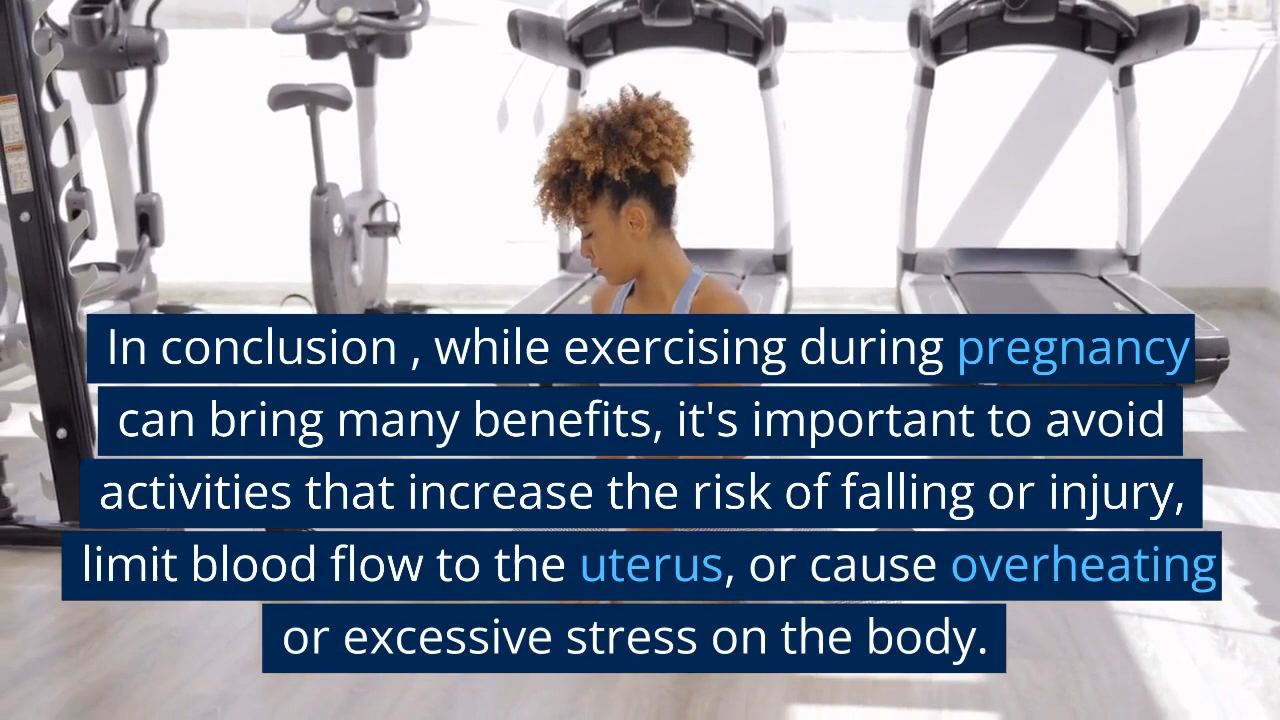 In conclusion , while exercising during pregnancy
can bring many benefits, it's important to avoid
activities that increase the risk of falling or injury,
limit blood flow to the uterus, or cause overheating
or excessive stress on the body.